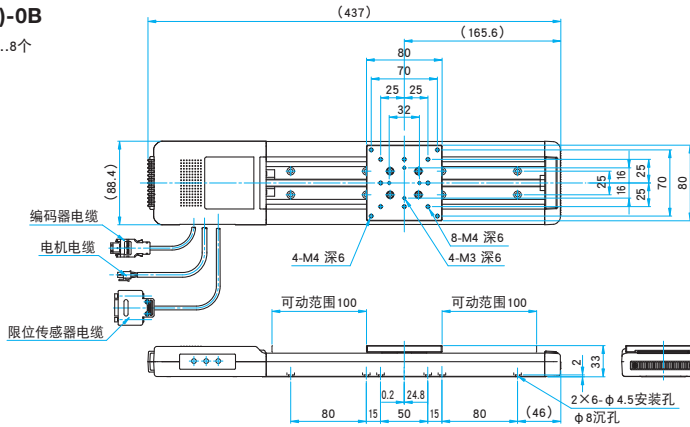 )-0B
...8个
(437)
(165.6)
80
70
25
25
32
(88.4)
16
25
16
25
25
70
80
编码器电缆
电机电缆
限位传感器电缆
4-M4 深6
8-M4 深6
4-M3 深6
可动范围100
可动范围100
2
33
0.2
24.8
80
15
50
15
80
(46)
2×6-φ4.5安装孔
φ8沉孔